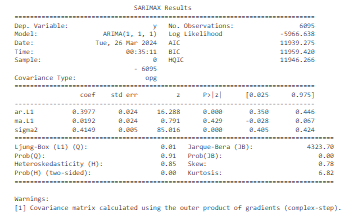 SARIMAX Results
Dep. Variable: y No. Observations: 6095
Model: ARIMA(1, 1, 1) Log Likelihood -5966.638
Date: Tue, 26 Mar 2024 AIC 11939.275
Time: 00:35:11 BIC 11959.420
Sample: 0 HQIC 11946.266
- 6095
Covariance Type: opg
coef std err z P>|z| [0.025 0.975]
ar.L1 0.3977 0.024 16.288 0.000 0.350 0.446
ma.L1 0.0192 0.024 0.791 0.429 -0.028 0.067
sigma2 0.4149 0.005 85.016 0.000 0.405 0.424
Ljung-Box (L1) (Q): 0.01 Jarque-Bera (JB): 4323.70
Prob(Q): 0.91 Prob(JB): 0.00
Heteroskedasticity (H): 0.85 Skew: 0.78
Prob(H) (two-sided): 0.00 Kurtosis: 6.82
Warnings:
[1] Covariance matrix calculated using the outer product of gradients (complex-step).